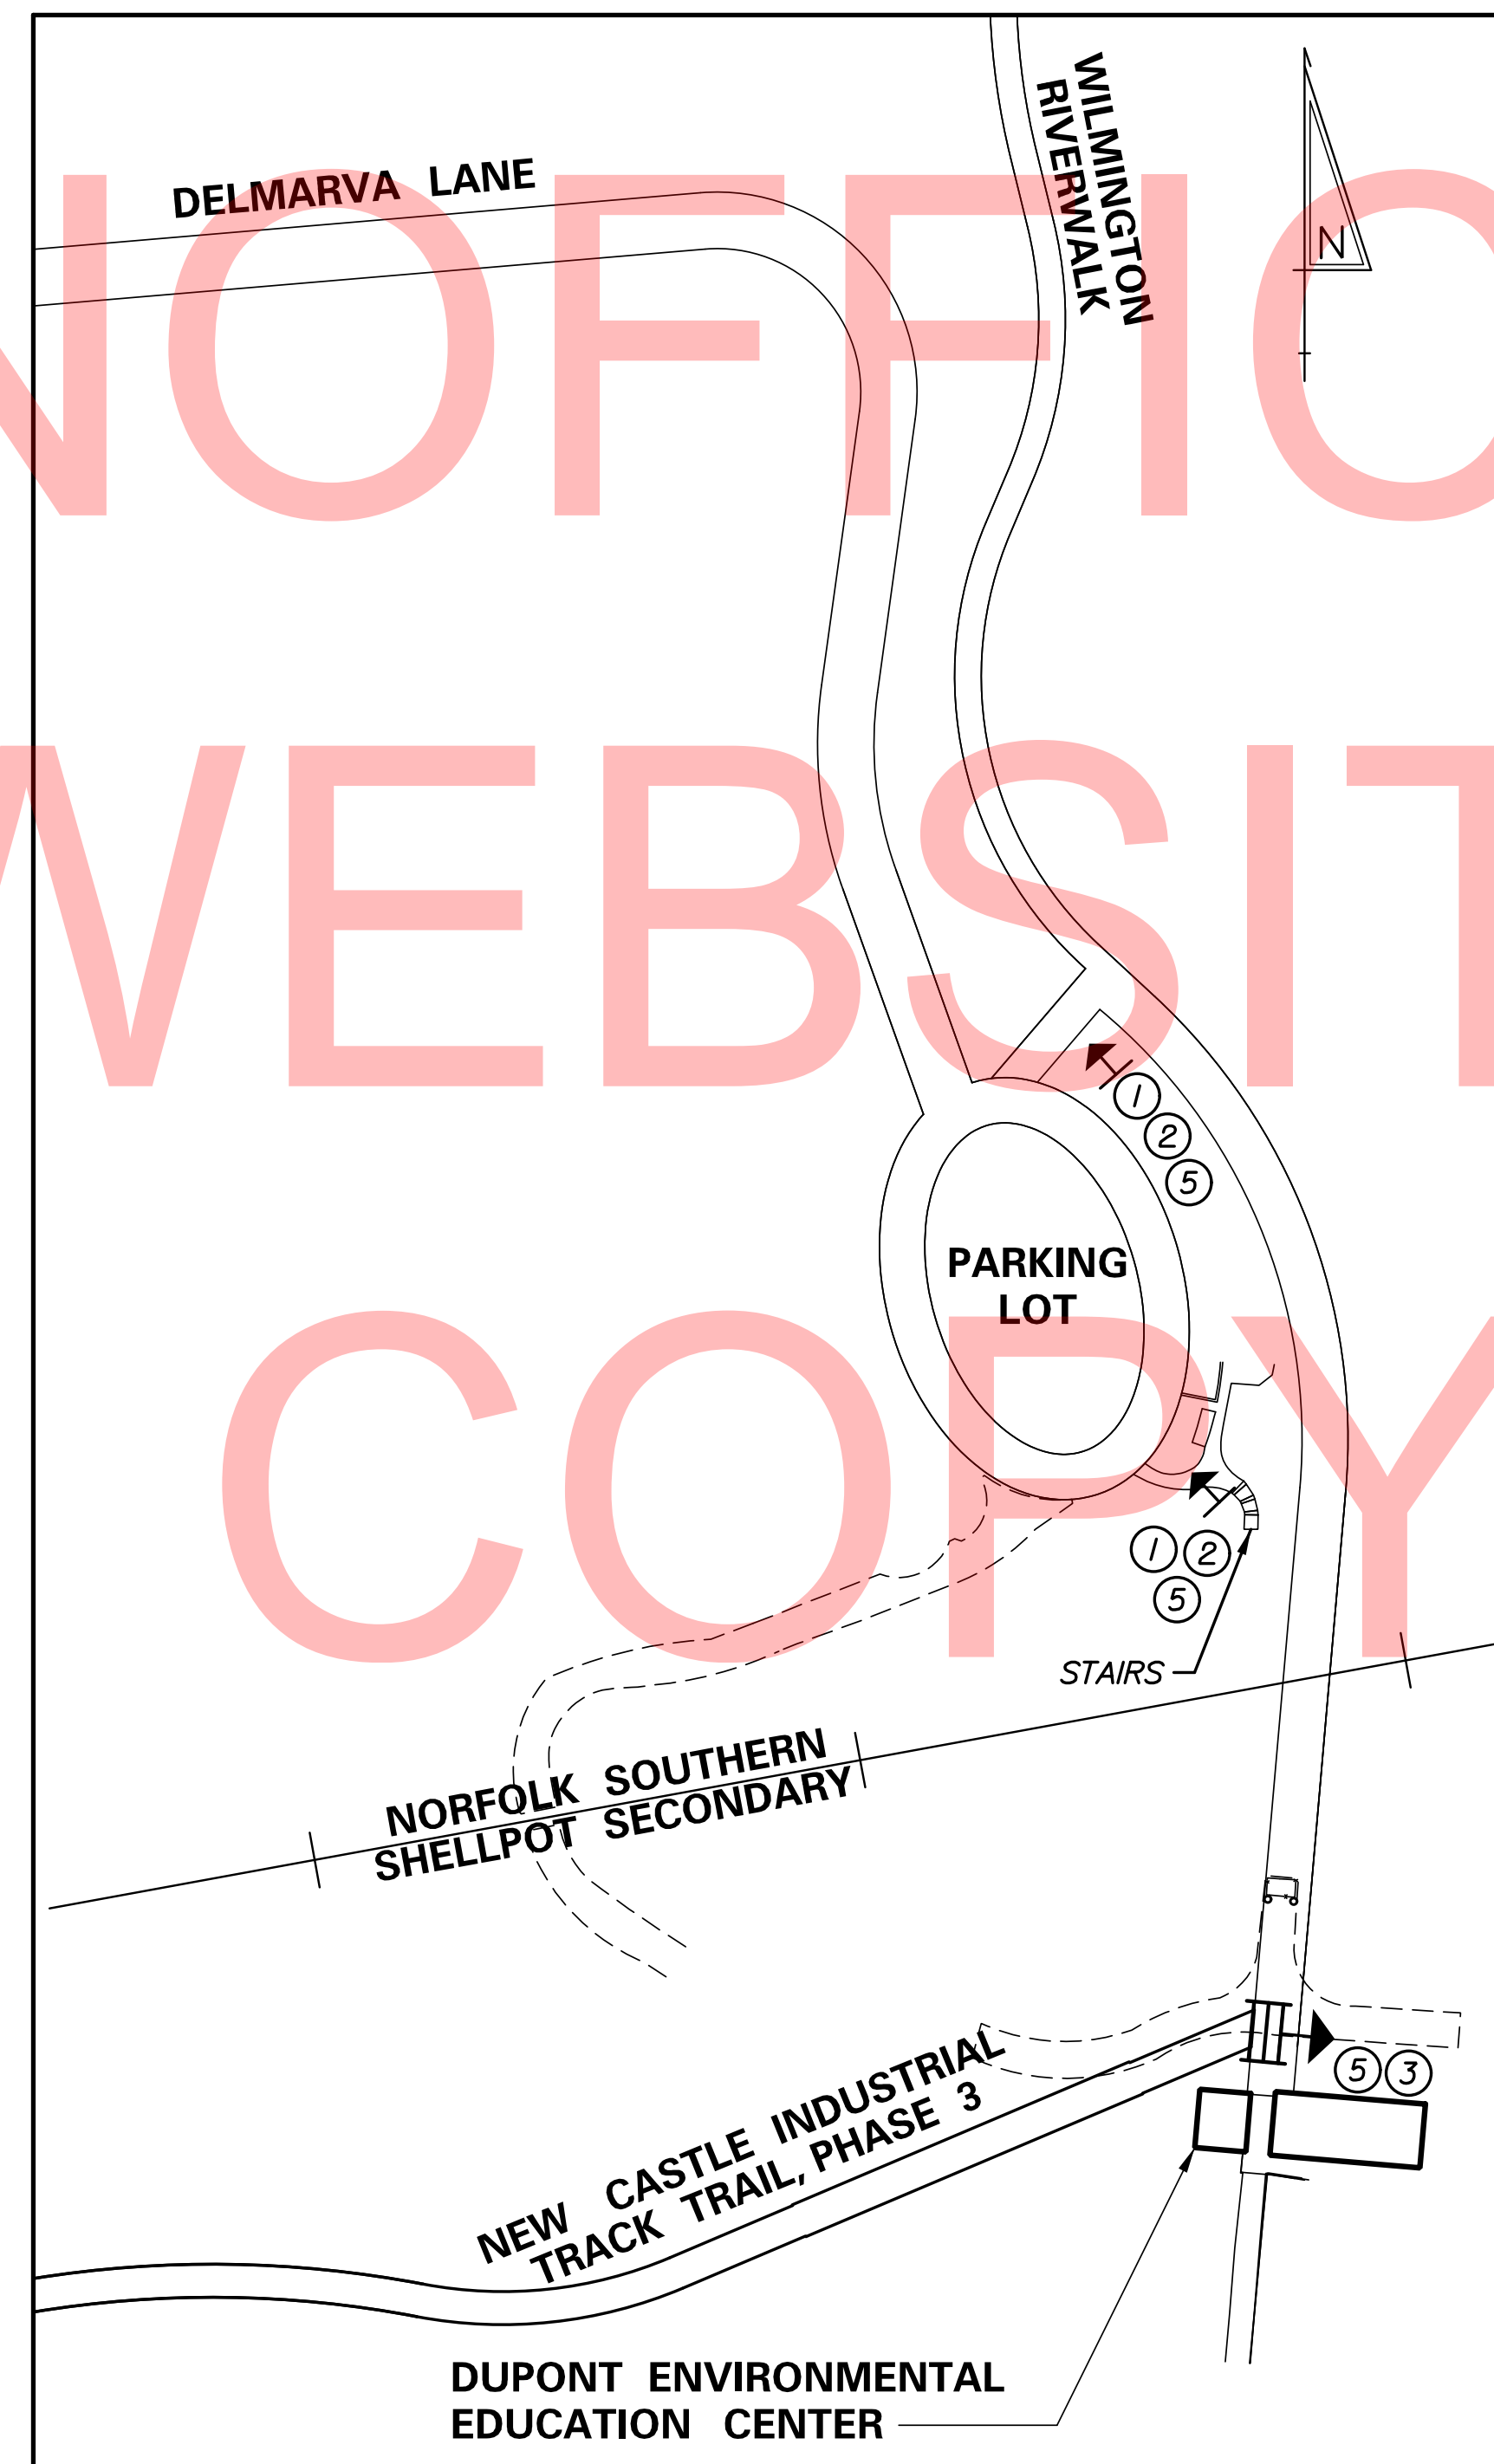 WILMINGTON
RIVERWALK
DELMARVA LANE
N
NOFFIC
WEBSIT
COPY
1
2
5
PARKING
LOT
1 2
5
STAIRS
NORFOLK SOUTHERN
SHELLPOT SECONDARY
5 3
NEW CASTLE INDUSTRIAL
TRACK TRAIL, PHASE 3
DUPONT ENVIRONMENTAL
EDUCATION CENTER